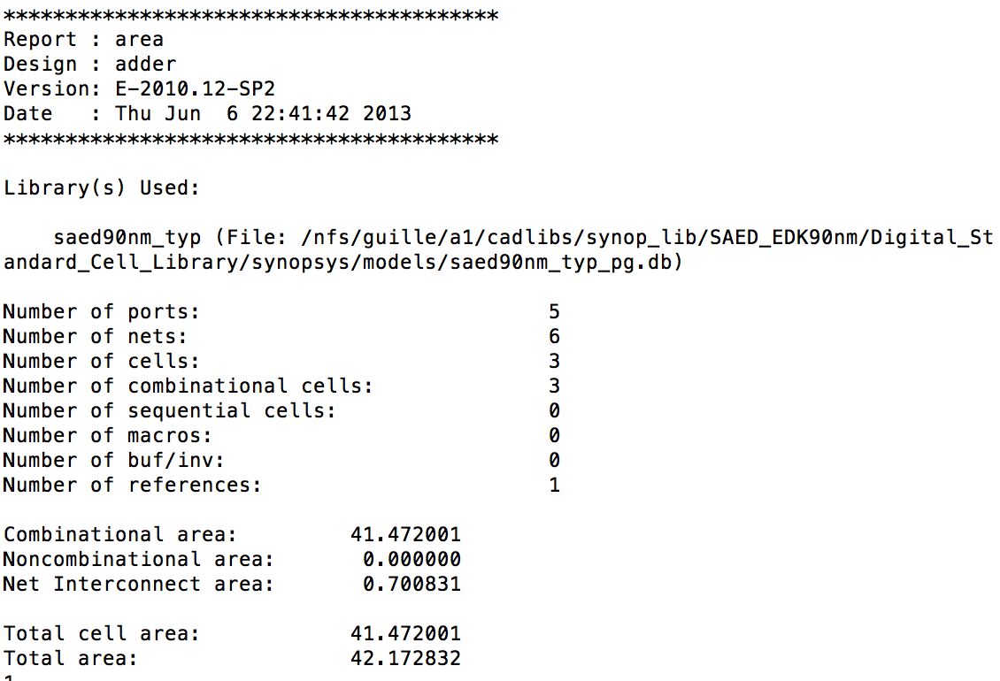 ****************************************
Report : area
Design : adder
Version: E-2010.12-SP2
Date   : Thu Jun  6 22:41:42 2013
****************************************

Library(s) Used:

    saed90nm_typ (File: /nfs/guille/a1/cadlibs/synop_lib/SAED_EDK90nm/Digital_St
andard_Cell_Library/synopsys/models/saed90nm_typ_pg.db)

Number of ports:                            5
Number of nets:                             6
Number of cells:                            3
Number of combinational cells:              3
Number of sequential cells:                 0
Number of macros:                           0
Number of buf/inv:                          0
Number of references:                       1

Combinational area:         41.472001
Noncombinational area:       0.000000
Net Interconnect area:       0.700831

Total cell area:            41.472001
Total area:                 42.172832
1